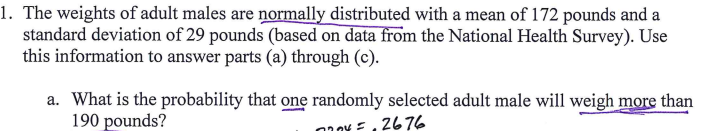 1. The weights of adult males are normally distributed with a mean of 172 pounds and a
standard deviation of 29 pounds (based on data from the National Health Survey). Use
this information to answer parts (a) through (c).
a. What is the probability that one randomly selected adult male will weigh more than
190 pounds?
= .2676